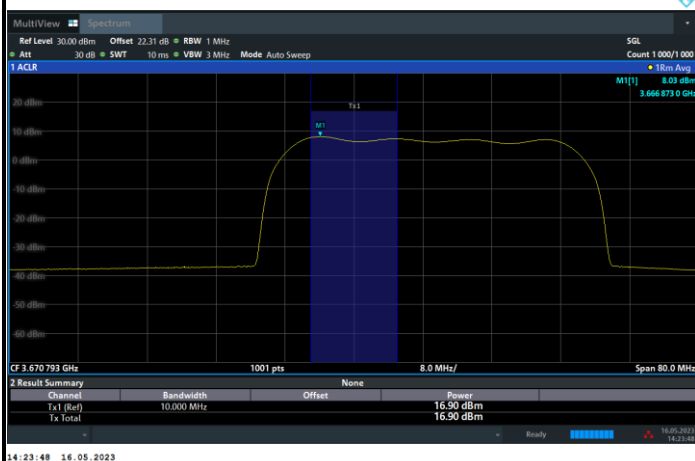 MultiView Spectrum
Ref Level 30.00 dBm Offset 22.31 dB RBW 1 MHz SGL
Att 30 dB SWT 10 ms VBW 3 MHz Mode Auto Sweep Count 1 000/1 000
1 ACLR 1Rm Avg
M1[1] 8.03 dBm
3.666 873 0 GHz
20 dBm
Tx1
10 dBm
M1
0 dBm
-10 dBm
-20 dBm
-30 dBm
-40 dBm
-50 dBm
-60 dBm
CF 3.670 793 GHz 1001 pts 8.0 MHz/ Span 80.0 MHz
2 Result Summary None
Channel Bandwidth Offset Power
Tx1 (Ref) 10.000 MHz 16.90 dBm
Tx Total 16.90 dBm
Ready 16.05.2023
14:23:48
14:23:48 16.05.2023